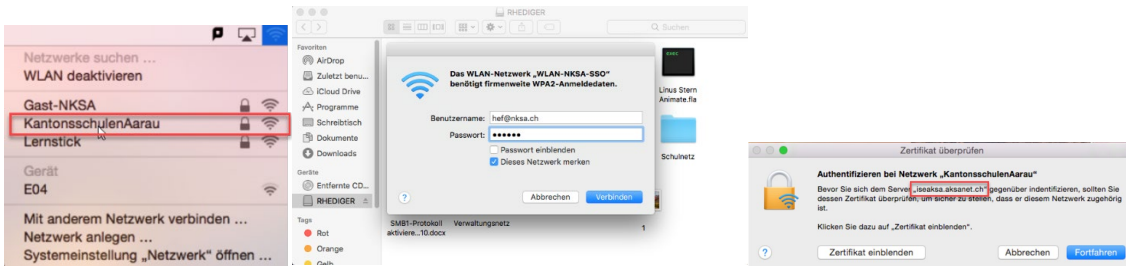 Netzwerke suchen ...
WLAN deaktivieren
Gast-NKSA
KantonsschulenAarau
Lernstick
Gerät
E04
Mit anderem Netzwerk verbinden ...
Netzwerk anlegen ...
Systemeinstellung „Netzwerk“ öffnen ...
RHEDIGER
Suchen
Favoriten
AirDrop
Zuletzt benu...
iCloud Drive
Programme
Schreibtisch
Dokumente
Downloads
Geräte
Entfernte CD...
RHEDIGER
Tags
Rot
Orange
Gelb
Das WLAN-Netzwerk „WLAN-NKSA-SSO“
benötigt firmenweite WPA2-Anmeldedaten.
Benutzername: hef@nksa.ch
Passwort: ••••••
Passwort einblenden
Dieses Netzwerk merken
? Abbrechen Verbinden
Linus Stern
Animate.fla
Schulnetz
SMB1-Protokoll
aktiviere...10.docx
Verwaltungsnetz
1
Zertifikat überprüfen
Authentifizieren bei Netzwerk „KantonsschulenAarau“
Bevor Sie sich dem Server „isenksa.aksanet.ch“ gegenüber indentifizieren, sollten Sie
dessen Zertifikat überprüfen, um sicher zu stellen, dass er diesem Netzwerk zugehörig
ist.
Klicken Sie dazu auf „Zertifikat einblenden“.
? Zertifikat einblenden Abbrechen Fortfahren